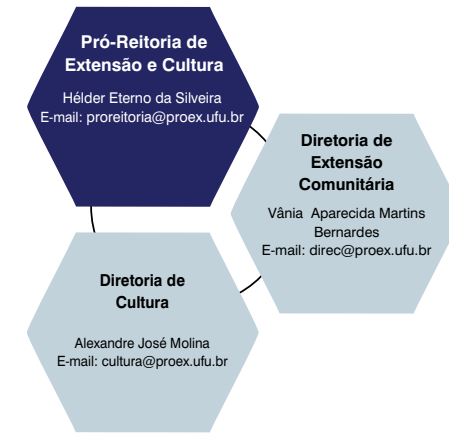 Pró-Reitoria de
Extensão e Cultura
Hélder Eterno da Silveira
E-mail: proreitoria@proex.ufu.br
Diretoria de
Extensão
Comunitária
Vânia Aparecida Martins
Bernardes
E-mail: direc@proex.ufu.br
Diretoria de
Cultura
Alexandre José Molina
E-mail: cultura@proex.ufu.br